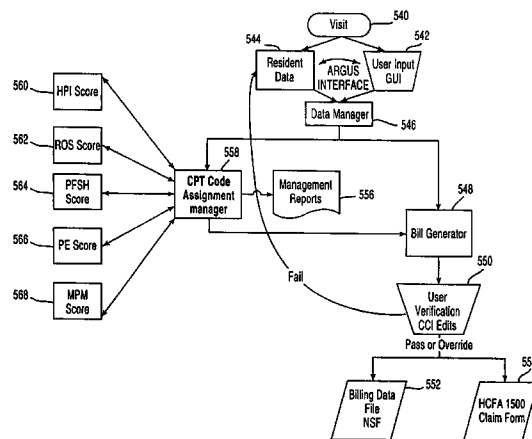 Visit
540
544
542
Resident
Data
ARGUS
INTERFACE
User Input
GUI
Data Manager
546
560
HPI Score
562
ROS Score
564
PFSH
Score
566
PE Score
568
MPM
Score
558
CPT Code
Assignment
manager
Management
Reports
556
548
Bill Generator
550
Fail
User
Verification
CCI Edits
Pass or Override
Billing Data
File
NSF
552
HCFA 1500
Claim Form